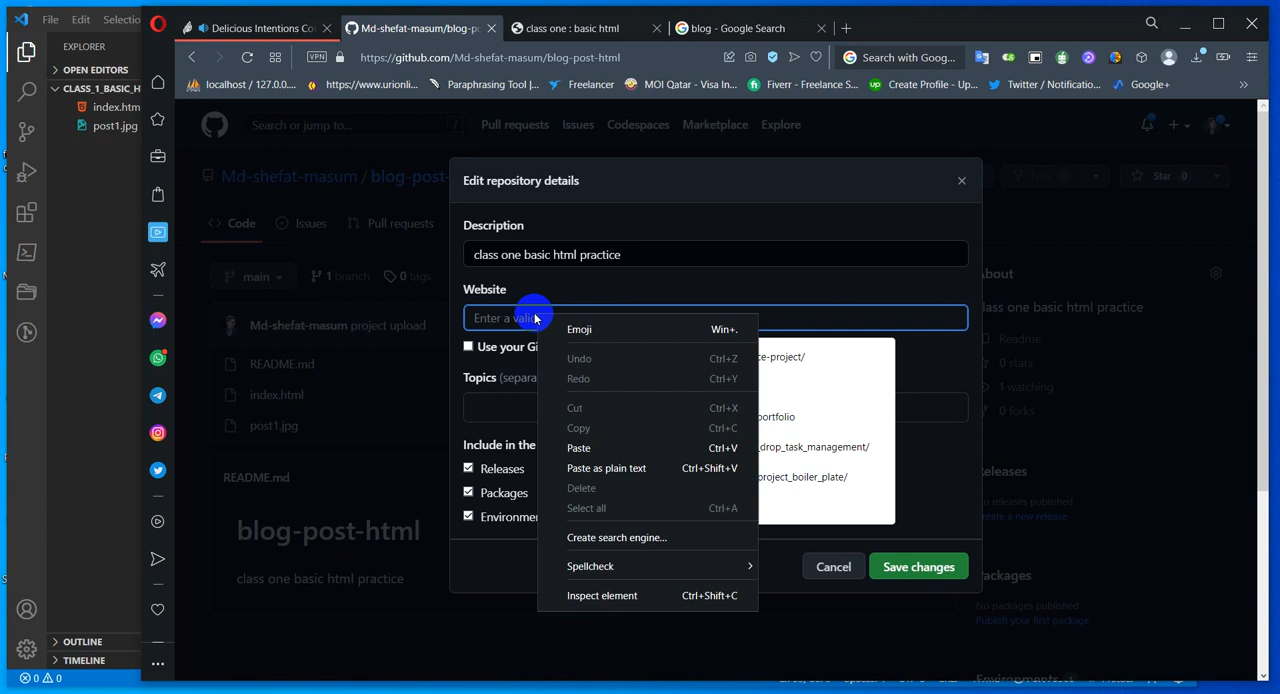 File Edit Selectio
EXPLORER
OPEN EDITORS
CLASS_1_BASIC_H
index.htm
post1.jpg
OUTLINE
TIMELINE
0 0
Delicious Intentions Co
Md-shefat-masum/blog-po
class one : basic html
blog - Google Search
VPN
https://github.com/Md-shefat-masum/blog-post-html
Search with Goog...
localhost / 127.0.0....
https://www.urionli...
Paraphrasing Tool |...
Freelancer
MOI Qatar - Visa In...
Fiverr - Freelance S...
Create Profile - Up...
Twitter / Notificatio...
Google+
Search or jump to...
/
Pull requests
Issues
Codespaces
Marketplace
Explore
Md-shefat-masum / blog-post-
Star 0
Code
Issues
Pull requests
main
1 branch
0 tags
Md-shefat-masum project upload
README.md
index.html
post1.jpg
README.md
blog-post-html
class one basic html practice
Edit repository details
Description
class one basic html practice
Website
Enter a valid
Use your Gi
Topics (separa
Include in the
Releases
Packages
Environmen
Cancel
Save changes
Emoji Win+.
Undo Ctrl+Z
Redo Ctrl+Y
Cut Ctrl+X
Copy Ctrl+C
Paste Ctrl+V
Paste as plain text Ctrl+Shift+V
Delete
Select all Ctrl+A
Create search engine...
Spellcheck
Inspect element Ctrl+Shift+C
ce-project/
portfolio
_drop_task_management/
project_boiler_plate/
About
class one basic html practice
Readme
0 stars
1 watching
0 forks
Releases
No releases published
Create a new release
Packages
No packages published
Publish your first package